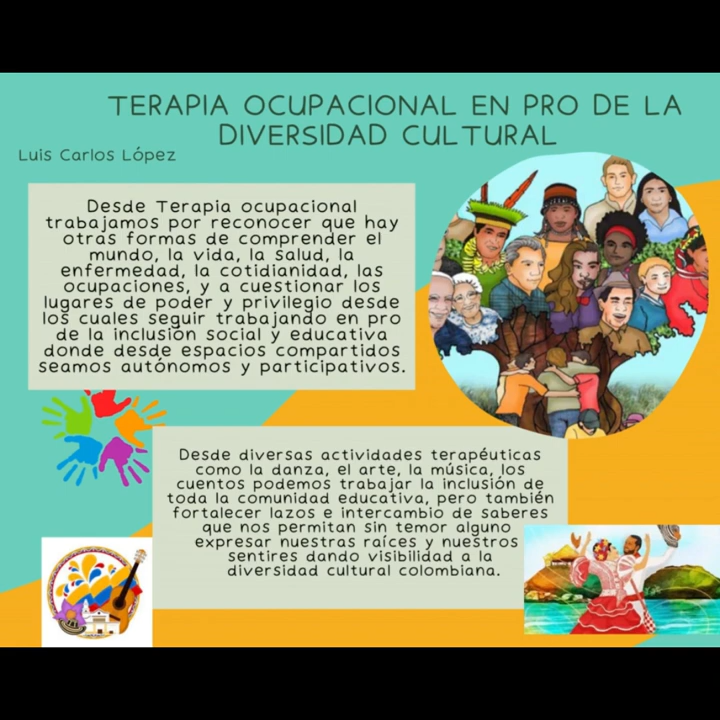 TERAPIA OCUPACIONAL EN PRO DE LA
DIVERSIDAD CULTURAL
Luis Carlos López
Desde Terapia ocupacional
trabajamos por reconocer que hay
otras formas de comprender el
mundo, la vida, la salud, la
enfermedad, la cotidianidad, las
ocupaciones, y a cuestionar los
lugares de poder y privilegio desde
los cuales seguir trabajando en pro
de la inclusión social y educativa
donde desde espacios compartidos
seamos autónomos y participativos.
Desde diversas actividades terapéuticas
como la danza, el arte, la música, los
cuentos podemos trabajar la inclusión de
toda la comunidad educativa, pero también
fortalecer lazos e intercambio de saberes
que nos permitan sin temor alguno
expresar nuestras raíces y nuestros
sentires dando visibilidad a la
diversidad cultural colombiana.